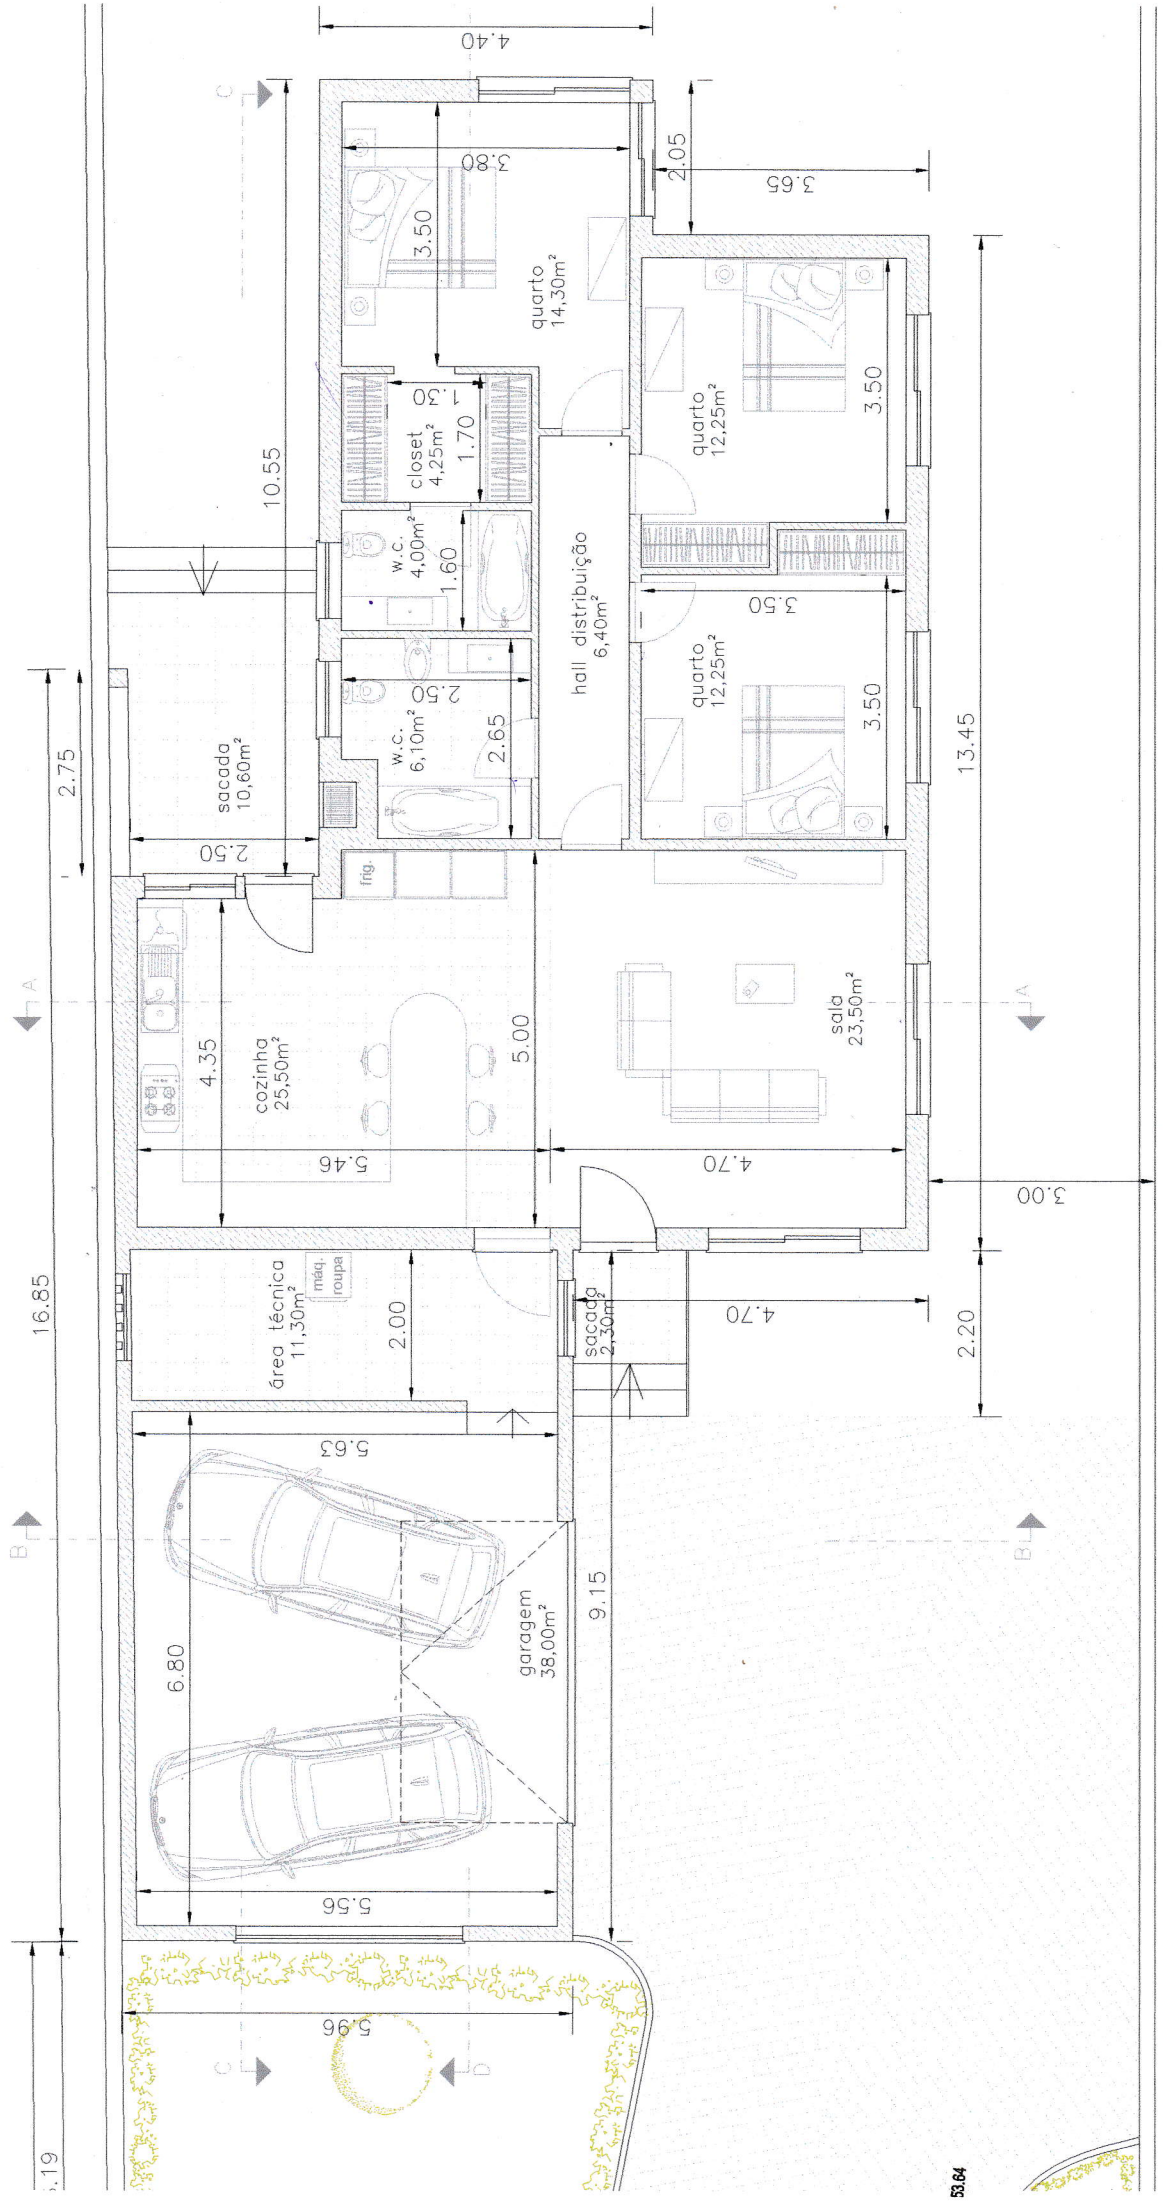 4.40
C
10.55
3.80
3.50
2.05
3.65
quarto
14,30m²
1.30
closet
4,25m²
1.70
quarto
12,25m²
3.50
w.c.
4,00m²
1.60
hall distribuição
6,40m²
3.50
quarto
12,25m²
3.50
13.45
2.75
sacada
10,60m²
2.50
w.c.
6,10m²
2.50
2.65
frig.
A
4.35
cozinha
25,50m²
5.00
sala
23,50m²
A
5.46
4.70
3.00
16.85
área técnica
11,30m²
máq.
roupa
2.00
sacada
2,30m²
4.70
2.20
5.63
B
6.80
garagem
38,00m²
9.15
B
5.56
5.96
C
D
.19
53.64